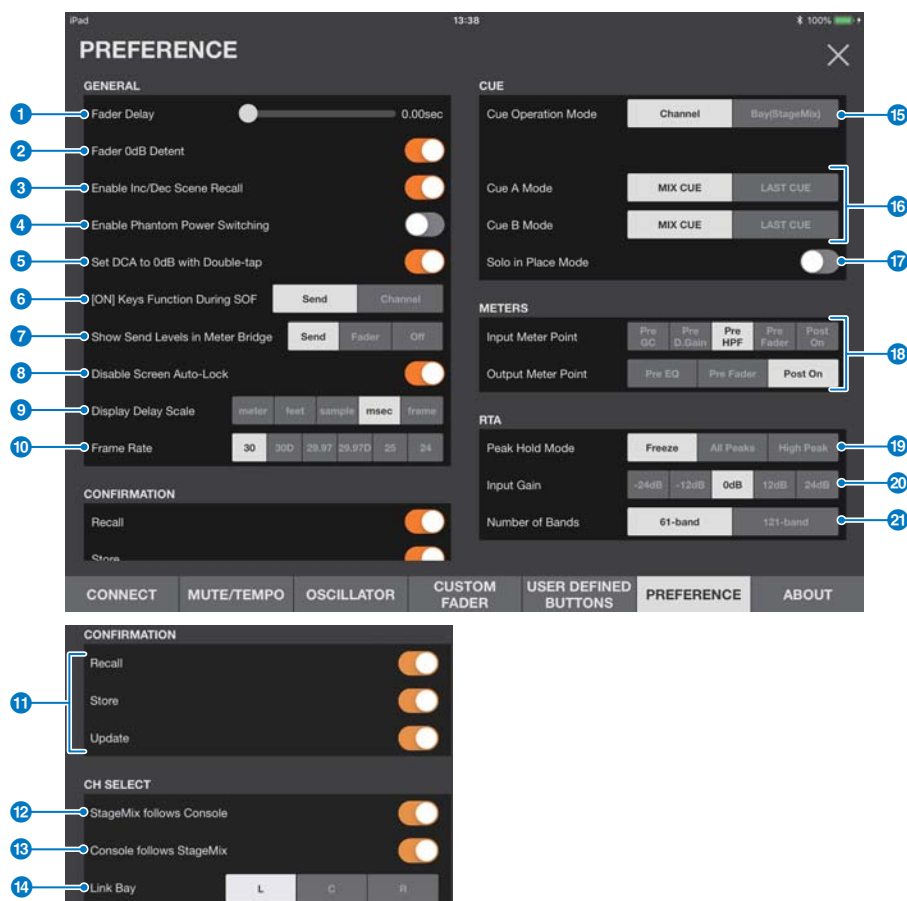 iPad 13:38 100%
PREFERENCE
GENERAL
1 Fader Delay 0.00sec
2 Fader 0dB Detent
3 Enable Inc/Dec Scene Recall
4 Enable Phantom Power Switching
5 Set DCA to 0dB with Double-tap
6 [ON] Keys Function During SOF Send Channel
7 Show Send Levels in Meter Bridge Send Fader Off
8 Disable Screen Auto-Lock
9 Display Delay Scale meter feet sample msec frame
10 Frame Rate 30 30D 29.97 29.97D 25 24
CONFIRMATION
Recall
Store
CUE
Cue Operation Mode Channel Bay(StageMix) 15
Cue A Mode MIX CUE LAST CUE
16
Cue B Mode MIX CUE LAST CUE
Solo in Place Mode 17
METERS
Input Meter Point Pre GC Pre D.Gain Pre HPF Pre Fader Post On
18
Output Meter Point Pre EQ Pre Fader Post On
RTA
Peak Hold Mode Freeze All Peaks High Peak 19
Input Gain -24dB -12dB 0dB 12dB 24dB 20
Number of Bands 61-band 121-band 21
CONNECT MUTE/TEMPO OSCILLATOR CUSTOM FADER USER DEFINED BUTTONS PREFERENCE ABOUT
CONFIRMATION
Recall
11 Store
Update
CH SELECT
12 StageMix follows Console
13 Console follows StageMix
14 Link Bay L C R